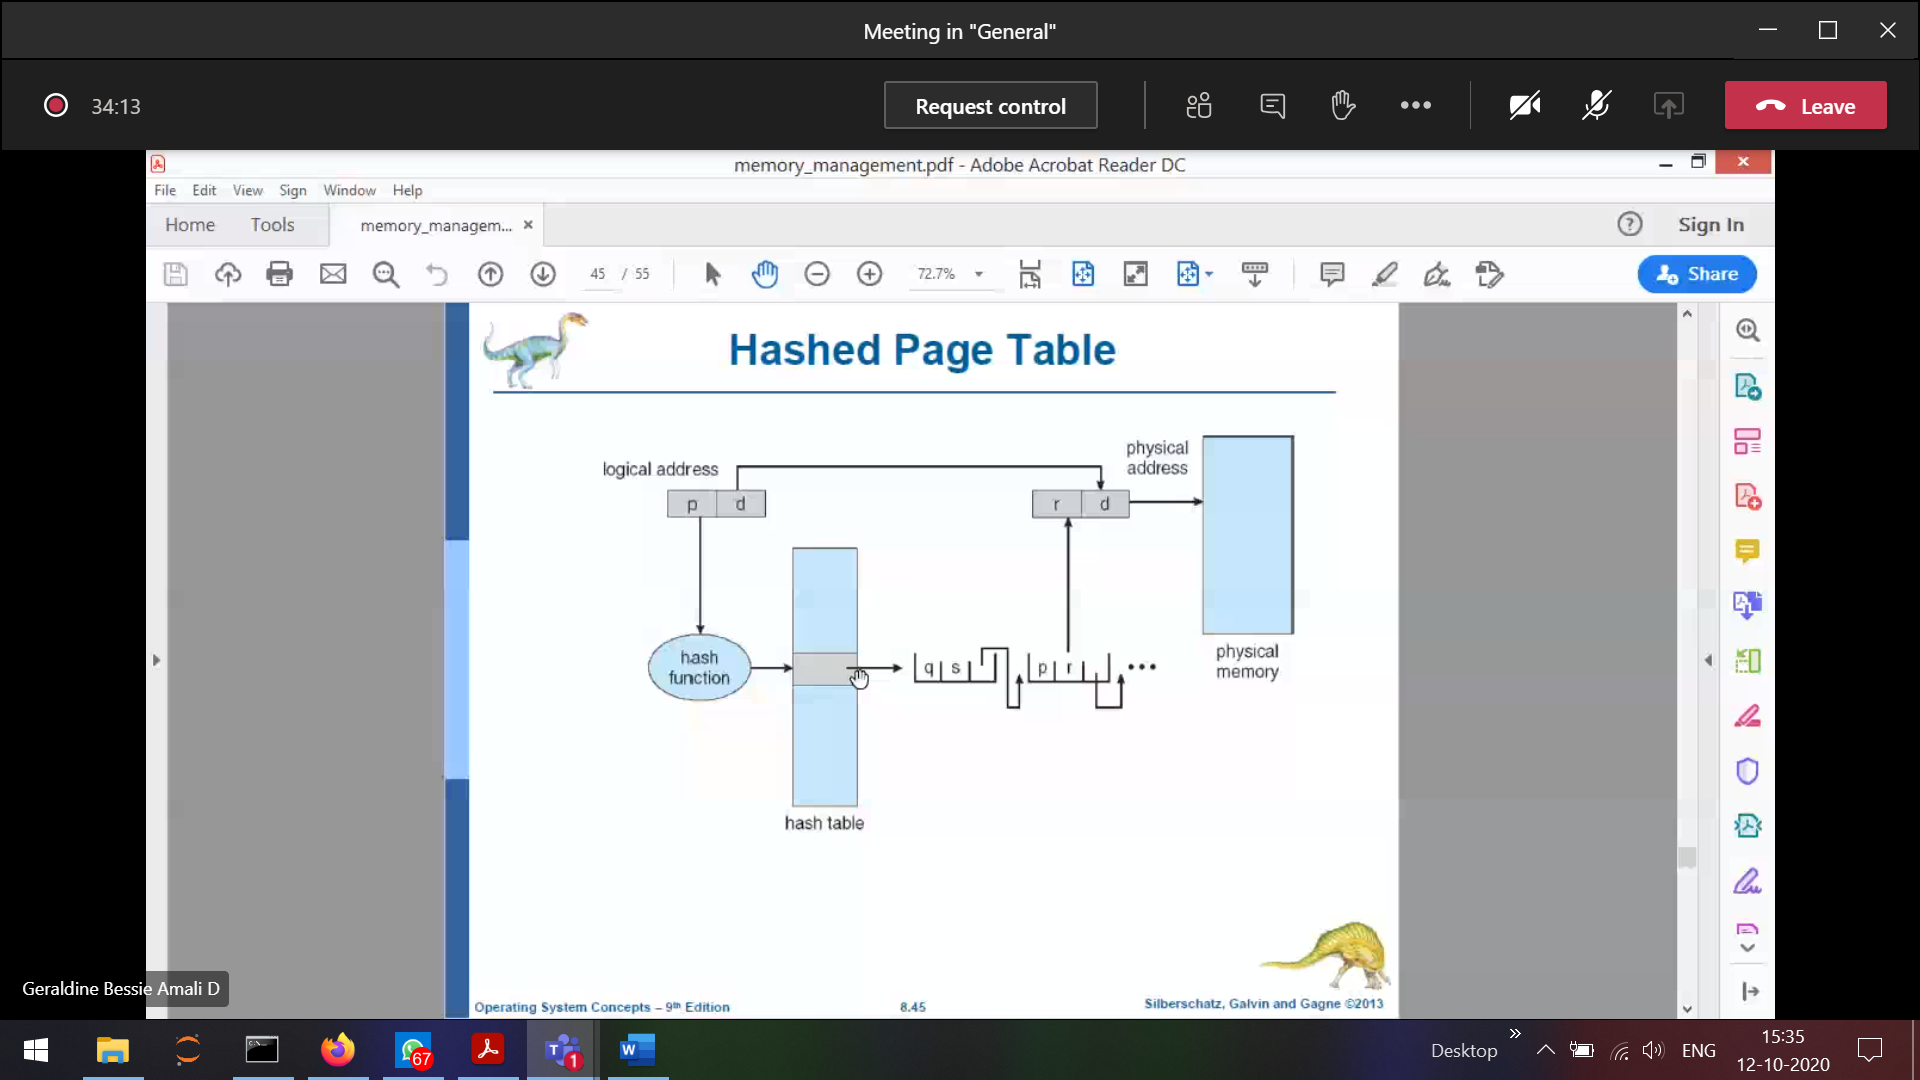 Meeting in "General"
34:13
Request control
Leave
memory_management.pdf - Adobe Acrobat Reader DC
File Edit View Sign Window Help
Home Tools memory_managem... Sign In
45 / 55 72.7% Share
Hashed Page Table
logical address
physical
address
p d
r d
hash
function
q s
p r
physical
memory
hash table
Geraldine Bessie Amali D
Operating System Concepts – 9th Edition 8.45 Silberschatz, Galvin and Gagne ©2013
67
1
Desktop
ENG
15:35
12-10-2020